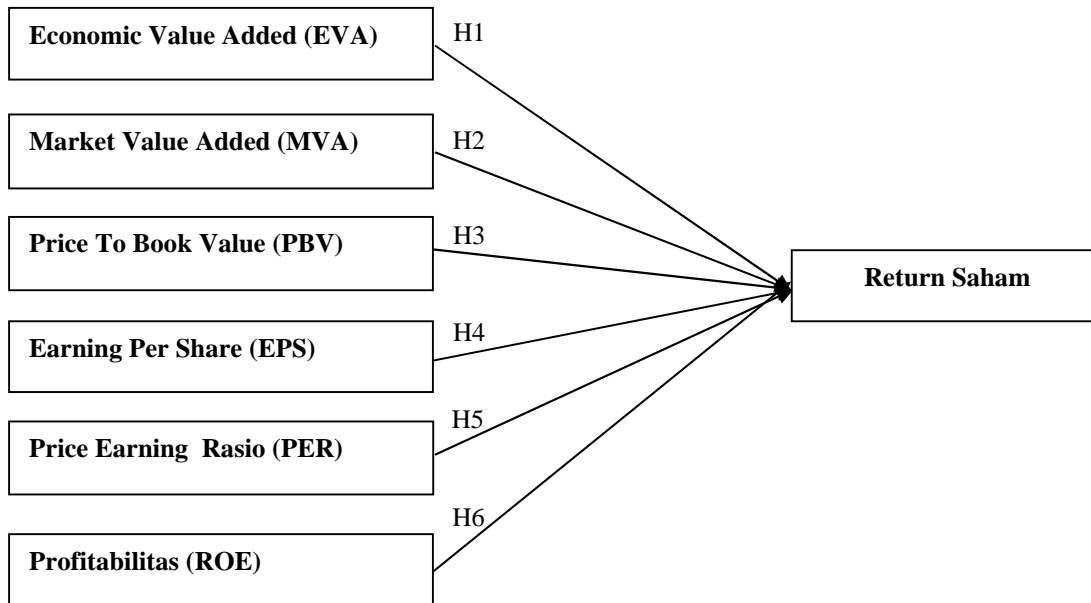 Economic Value Added (EVA)
H1
Market Value Added (MVA)
H2
Price To Book Value (PBV)
H3
Return Saham
Earning Per Share (EPS)
H4
Price Earning  Rasio (PER)
H5
Profitabilitas (ROE)
H6